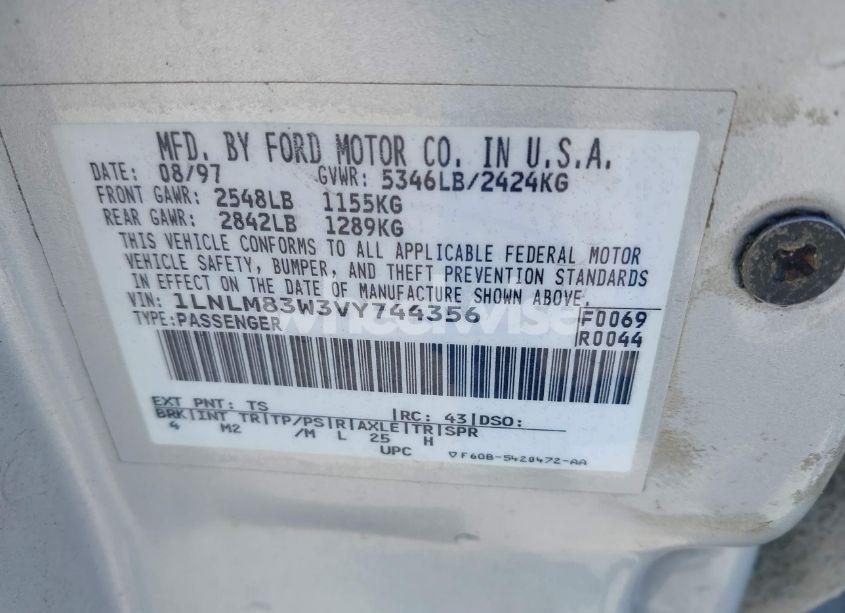 MFD. BY FORD MOTOR CO. IN U.S.A.
DATE: 08/97 GVWR: 5346LB/2424KG
FRONT GAWR: 2548LB 1155KG
REAR GAWR: 2842LB 1289KG
THIS VEHICLE CONFORMS TO ALL APPLICABLE FEDERAL MOTOR
VEHICLE SAFETY, BUMPER, AND THEFT PREVENTION STANDARDS
IN EFFECT ON THE DATE OF MANUFACTURE SHOWN ABOVE.
VIN: 1LNLM83W3VY744356 F0069
TYPE: PASSENGER R0044
wheelwise
EXT PNT: TS RC: 43 DSO:
BRK INT TR TP/PS R AXLE TR SPR
4 M2 /M L 25 H
UPC ▽F60B-5420472-AA